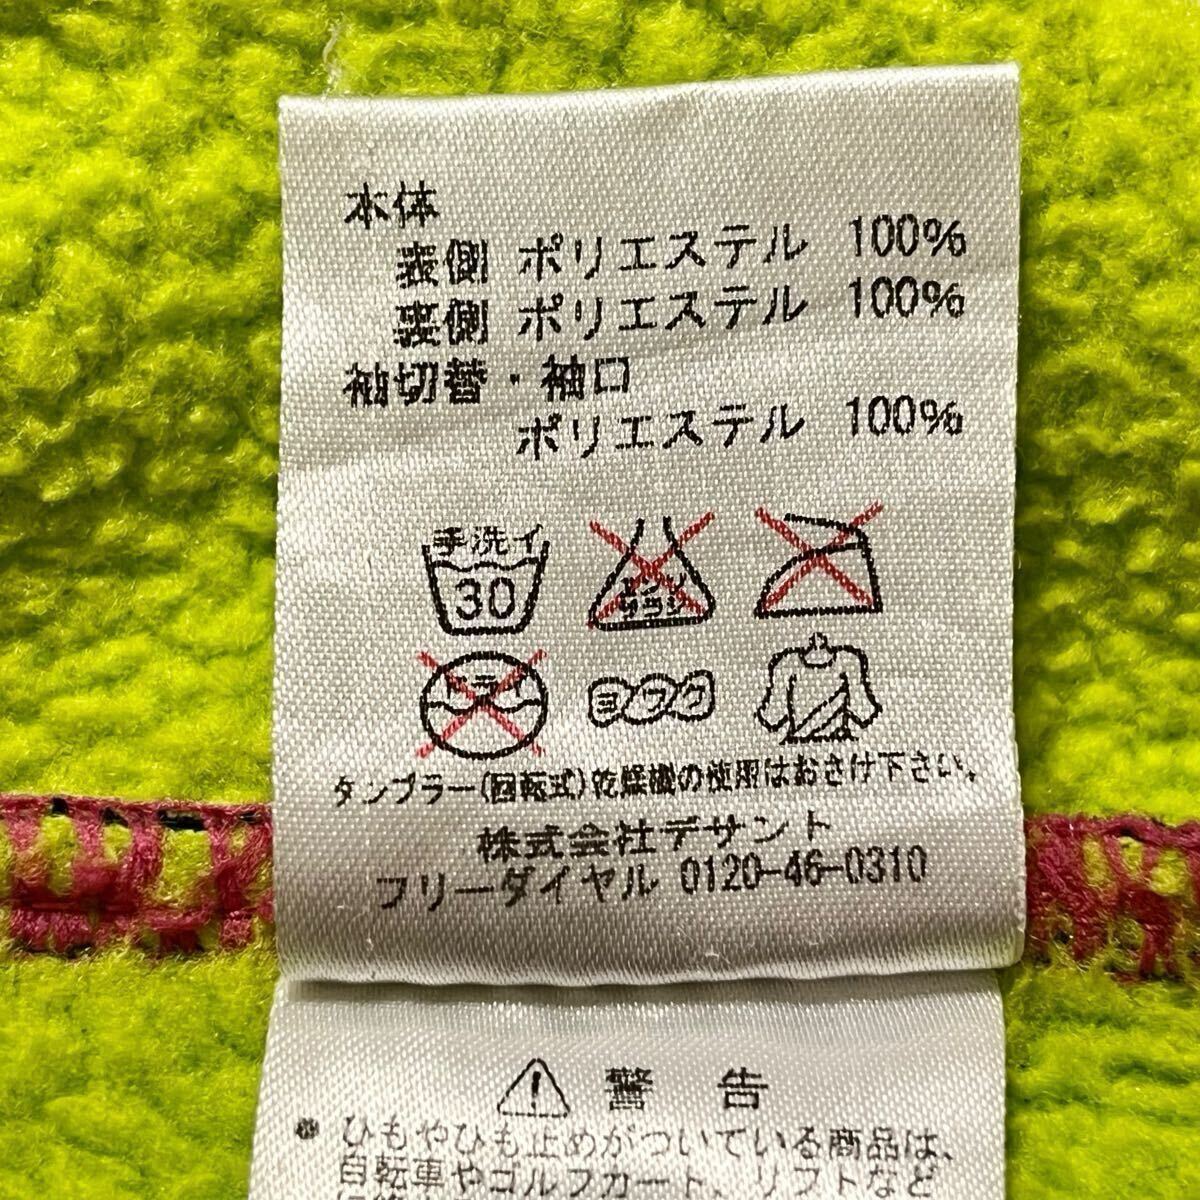 本体
表側 ポリエステル 100%
裏側 ポリエステル 100%
袖切替・袖口
ポリエステル 100%
手洗イ
30
エンソ
サラシ
ドライ
ヨワク
タンブラー(回転式)乾燥機の使用はおさけ下さい。
株式会社デサント
フリーダイヤル 0120-46-0310
警告
● ひもやひも止めがついている商品は、
自転車やゴルフカート、リフトなど